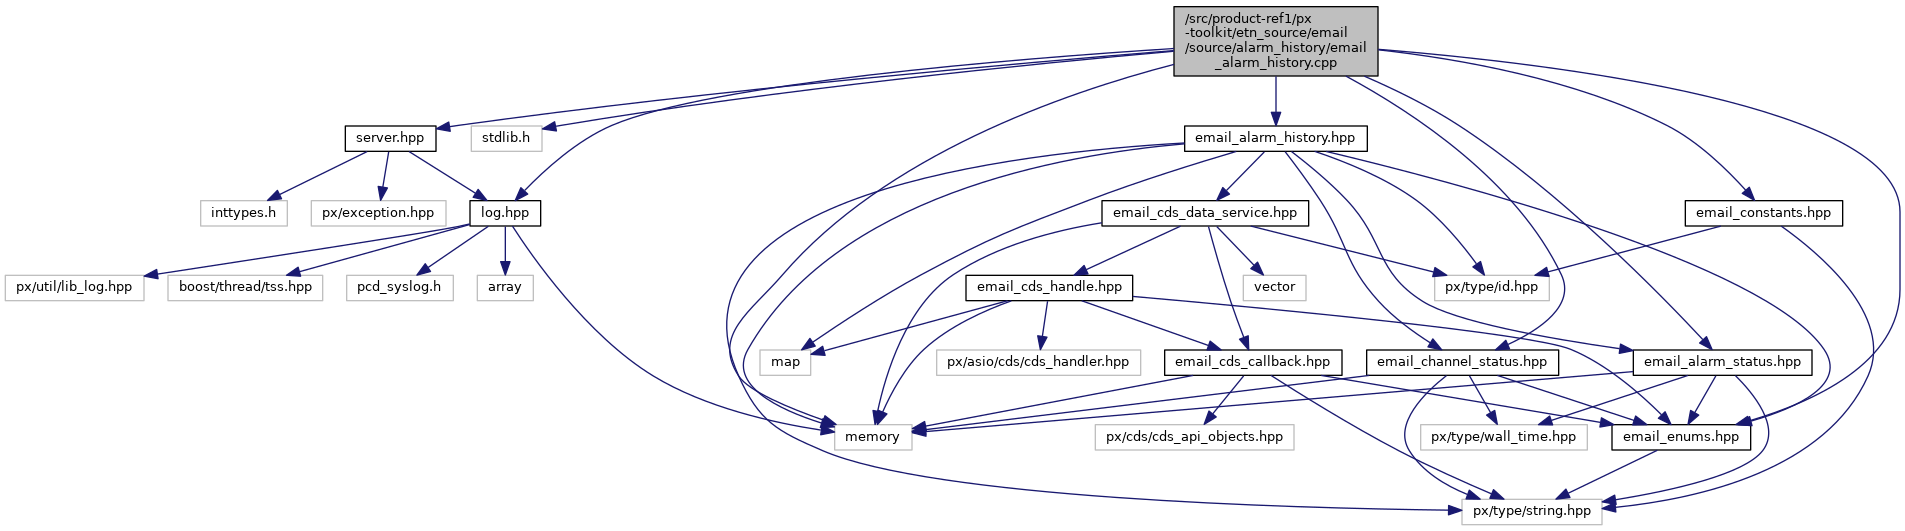 /src/product-ref1/px
-toolkit/etn_source/email
/source/alarm_history/email
_alarm_history.cpp
server.hpp
stdlib.h
email_alarm_history.hpp
inttypes.h
px/exception.hpp
log.hpp
email_cds_data_service.hpp
email_constants.hpp
px/util/lib_log.hpp
boost/thread/tss.hpp
pcd_syslog.h
array
email_cds_handle.hpp
vector
px/type/id.hpp
map
px/asio/cds/cds_handler.hpp
email_cds_callback.hpp
email_channel_status.hpp
email_alarm_status.hpp
memory
px/cds/cds_api_objects.hpp
px/type/wall_time.hpp
email_enums.hpp
px/type/string.hpp